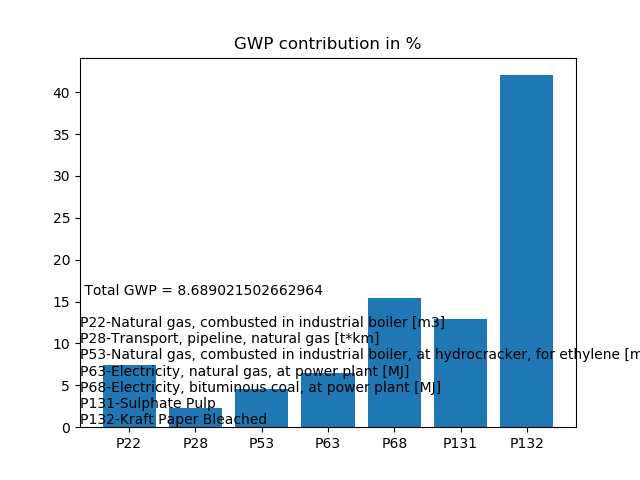 GWP contribution in %
40
35
30
25
20
15
10
5
0
Total GWP = 8.689021502662964
P22-Natural gas, combusted in industrial boiler [m3]
P28-Transport, pipeline, natural gas [t*km]
P53-Natural gas, combusted in industrial boiler, at hydrocracker, for ethylene [m
P63-Electricity, natural gas, at power plant [MJ]
P68-Electricity, bituminous coal, at power plant [MJ]
P131-Sulphate Pulp
P132-Kraft Paper Bleached
P22 P28 P53 P63 P68 P131 P132